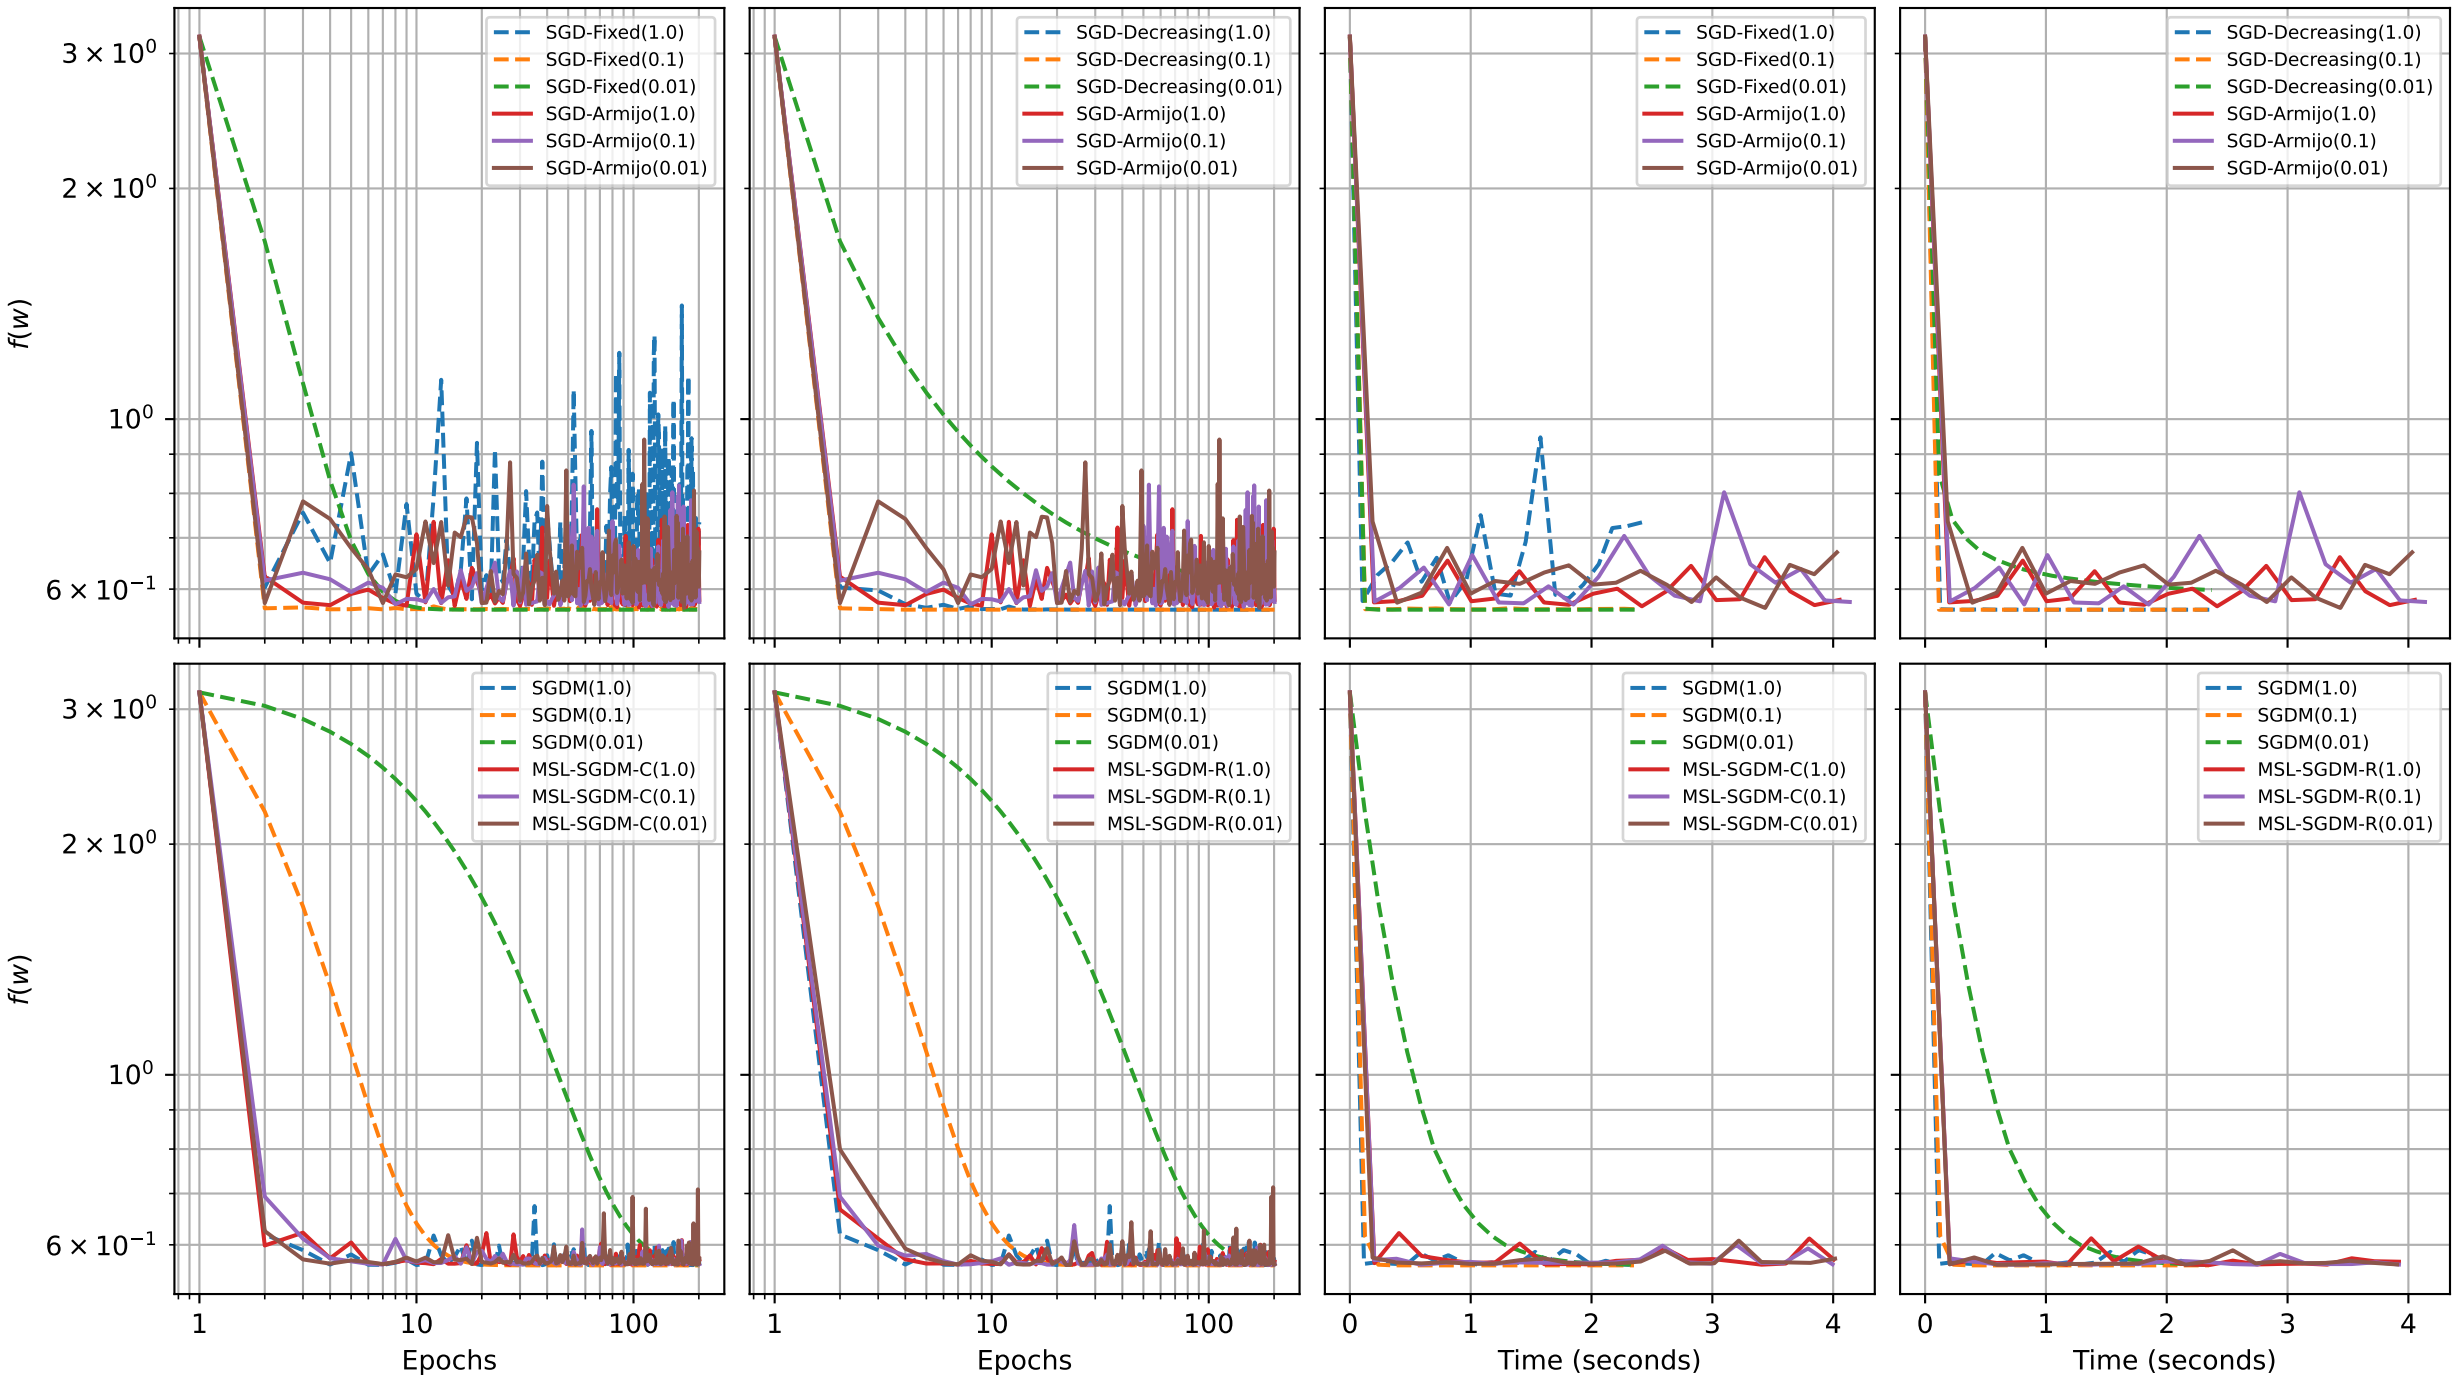 f(w)
3 × 10⁰
2 × 10⁰
10⁰
6 × 10⁻¹
SGD-Fixed(1.0)
SGD-Fixed(0.1)
SGD-Fixed(0.01)
SGD-Armijo(1.0)
SGD-Armijo(0.1)
SGD-Armijo(0.01)
SGD-Decreasing(1.0)
SGD-Decreasing(0.1)
SGD-Decreasing(0.01)
SGD-Armijo(1.0)
SGD-Armijo(0.1)
SGD-Armijo(0.01)
SGD-Fixed(1.0)
SGD-Fixed(0.1)
SGD-Fixed(0.01)
SGD-Armijo(1.0)
SGD-Armijo(0.1)
SGD-Armijo(0.01)
SGD-Decreasing(1.0)
SGD-Decreasing(0.1)
SGD-Decreasing(0.01)
SGD-Armijo(1.0)
SGD-Armijo(0.1)
SGD-Armijo(0.01)
f(w)
3 × 10⁰
2 × 10⁰
10⁰
6 × 10⁻¹
SGDM(1.0)
SGDM(0.1)
SGDM(0.01)
MSL-SGDM-C(1.0)
MSL-SGDM-C(0.1)
MSL-SGDM-C(0.01)
SGDM(1.0)
SGDM(0.1)
SGDM(0.01)
MSL-SGDM-R(1.0)
MSL-SGDM-R(0.1)
MSL-SGDM-R(0.01)
SGDM(1.0)
SGDM(0.1)
SGDM(0.01)
MSL-SGDM-C(1.0)
MSL-SGDM-C(0.1)
MSL-SGDM-C(0.01)
SGDM(1.0)
SGDM(0.1)
SGDM(0.01)
MSL-SGDM-R(1.0)
MSL-SGDM-R(0.1)
MSL-SGDM-R(0.01)
1 10 100
Epochs
1 10 100
Epochs
0 1 2 3 4
Time (seconds)
0 1 2 3 4
Time (seconds)